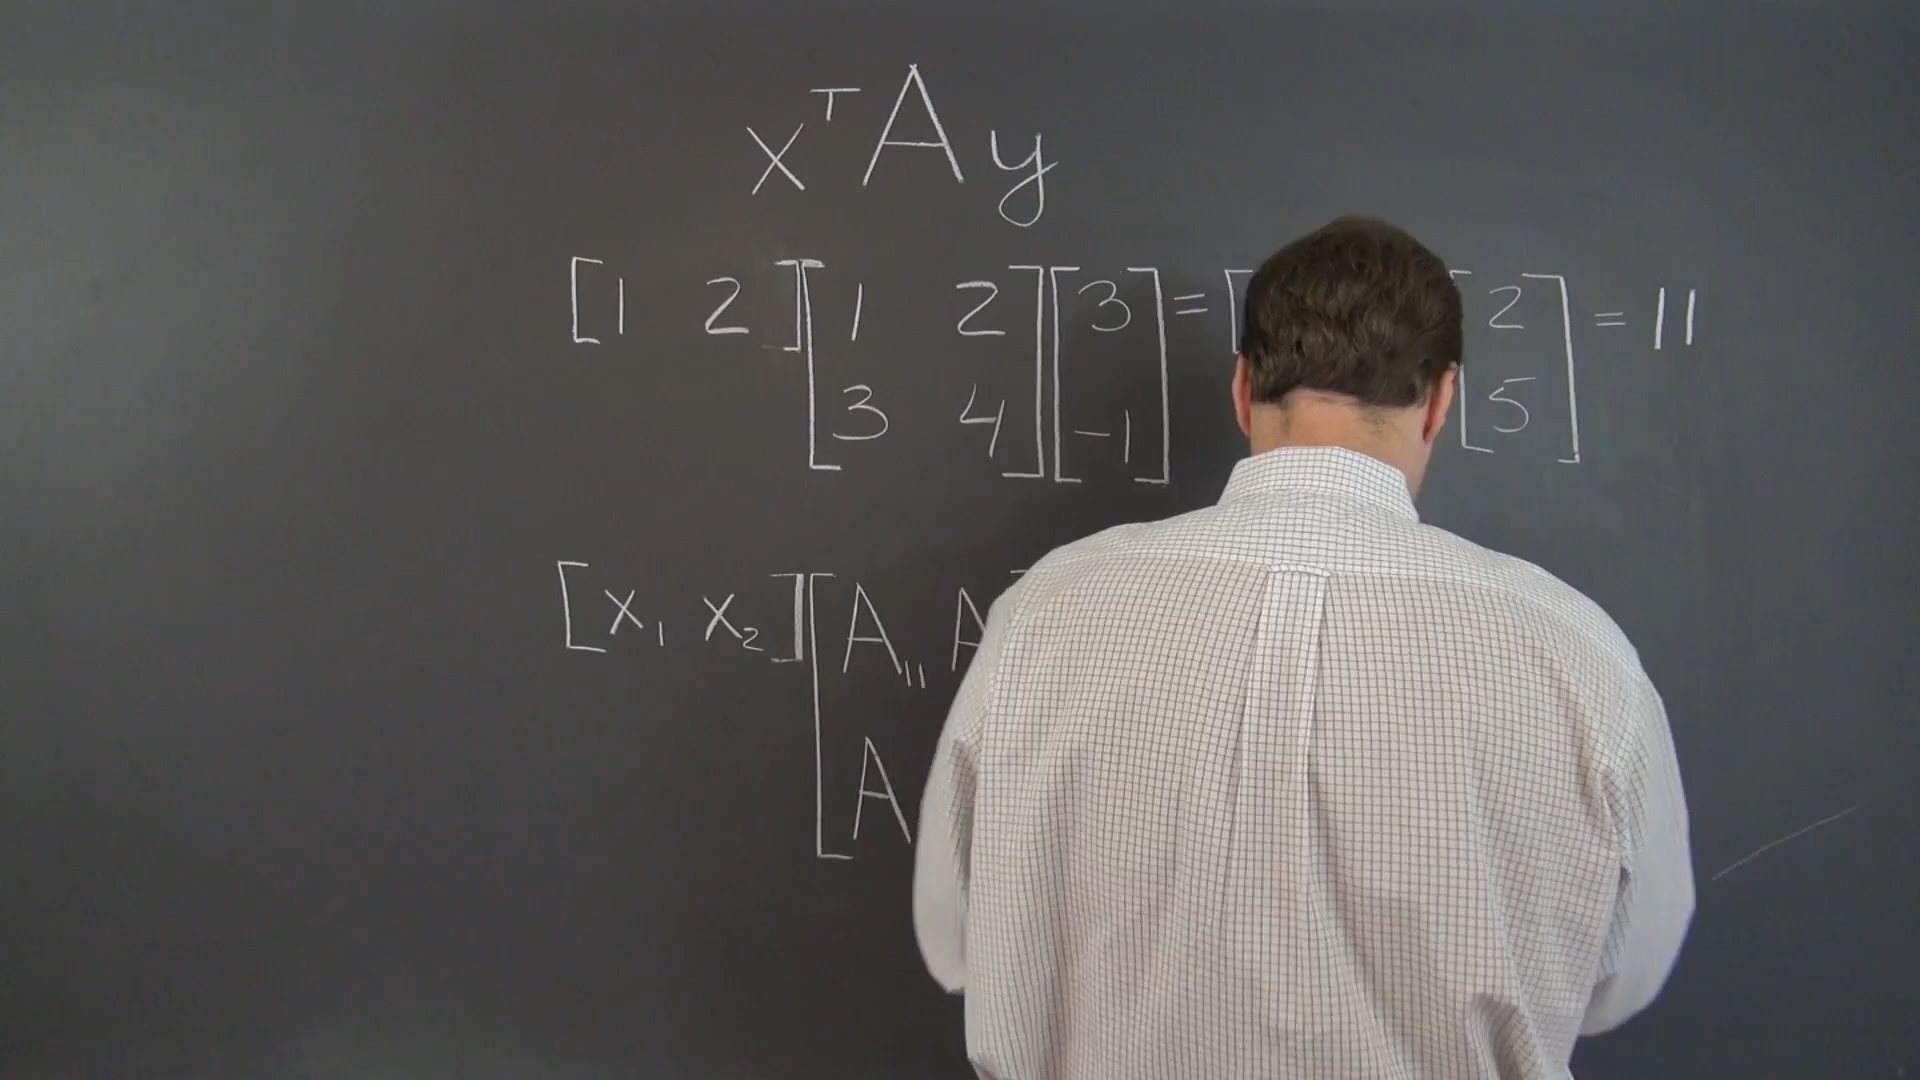 xᵀAy
[1 2][1 2][3] = [ [2] = 11
[3 4][-1] [5]
[x₁ x₂][A₁₁ A
A